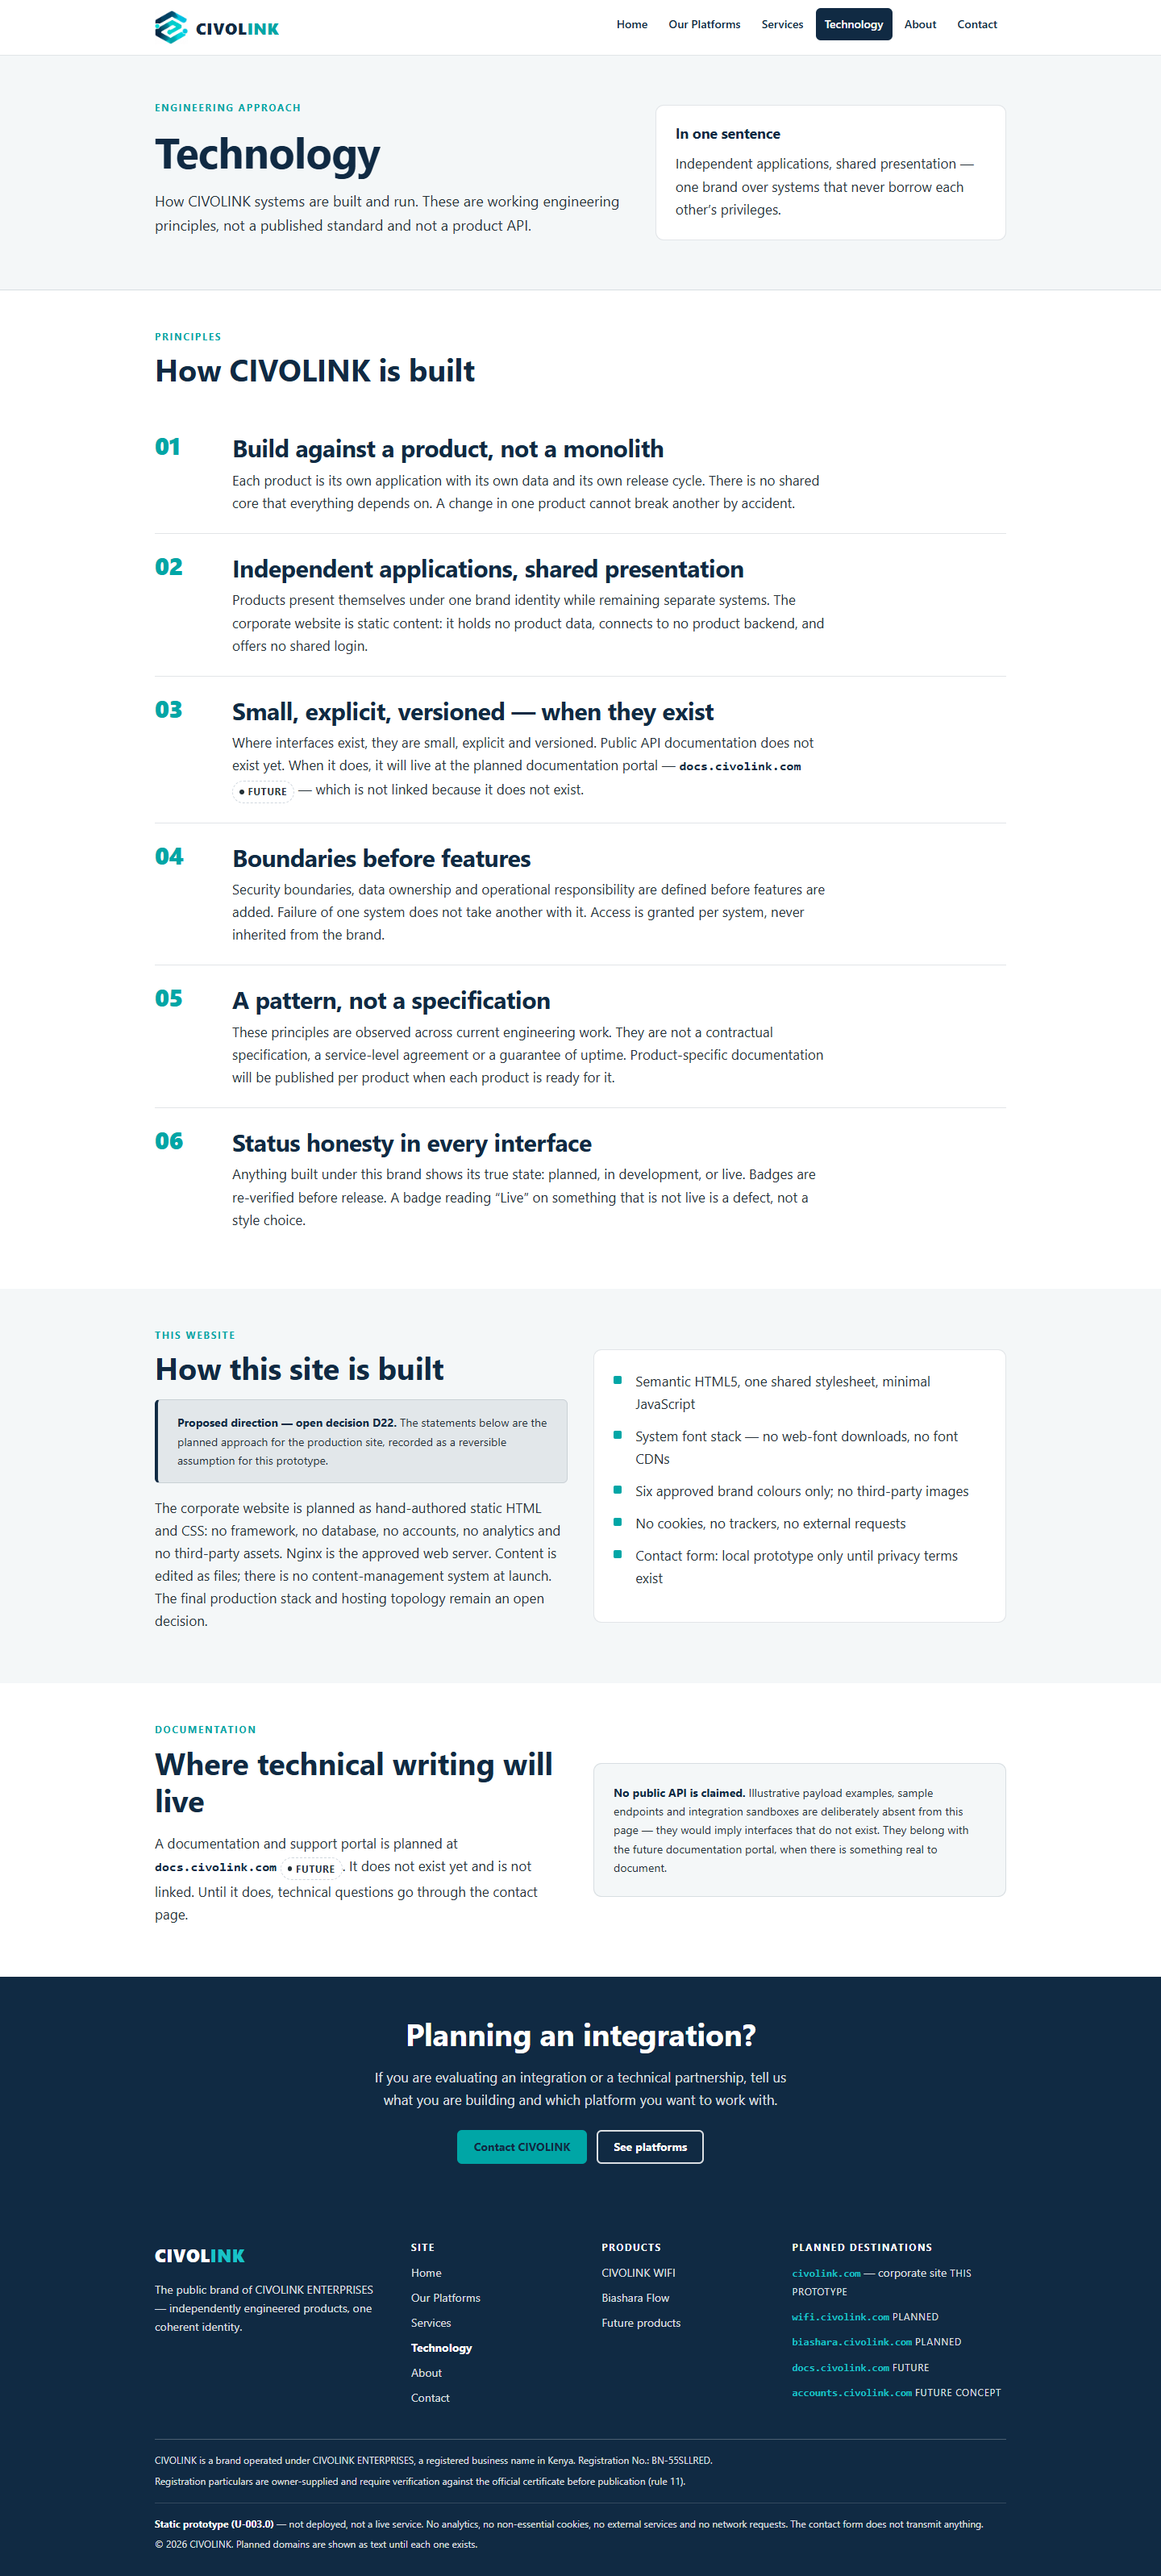 CIVOLINK
Home
Our Platforms
Services
Technology
About
Contact
ENGINEERING APPROACH
Technology
How CIVOLINK systems are built and run. These are working engineering
principles, not a published standard and not a product API.
In one sentence
Independent applications, shared presentation —
one brand over systems that never borrow each
other’s privileges.
PRINCIPLES
How CIVOLINK is built
01
Build against a product, not a monolith
Each product is its own application with its own data and its own release cycle. There is no shared
core that everything depends on. A change in one product cannot break another by accident.
02
Independent applications, shared presentation
Products present themselves under one brand identity while remaining separate systems. The
corporate website is static content: it holds no product data, connects to no product backend, and
offers no shared login.
03
Small, explicit, versioned — when they exist
Where interfaces exist, they are small, explicit and versioned. Public API documentation does not
exist yet. When it does, it will live at the planned documentation portal — docs.civolink.com
• FUTURE — which is not linked because it does not exist.
04
Boundaries before features
Security boundaries, data ownership and operational responsibility are defined before features are
added. Failure of one system does not take another with it. Access is granted per system, never
inherited from the brand.
05
A pattern, not a specification
These principles are observed across current engineering work. They are not a contractual
specification, a service-level agreement or a guarantee of uptime. Product-specific documentation
will be published per product when each product is ready for it.
06
Status honesty in every interface
Anything built under this brand shows its true state: planned, in development, or live. Badges are
re-verified before release. A badge reading “Live” on something that is not live is a defect, not a
style choice.
THIS WEBSITE
How this site is built
Proposed direction — open decision D22. The statements below are the
planned approach for the production site, recorded as a reversible
assumption for this prototype.
The corporate website is planned as hand-authored static HTML
and CSS: no framework, no database, no accounts, no analytics and
no third-party assets. Nginx is the approved web server. Content is
edited as files; there is no content-management system at launch.
The final production stack and hosting topology remain an open
decision.
Semantic HTML5, one shared stylesheet, minimal
JavaScript
System font stack — no web-font downloads, no font
CDNs
Six approved brand colours only; no third-party images
No cookies, no trackers, no external requests
Contact form: local prototype only until privacy terms
exist
DOCUMENTATION
Where technical writing will
live
A documentation and support portal is planned at
docs.civolink.com • FUTURE . It does not exist yet and is not
linked. Until it does, technical questions go through the contact
page.
No public API is claimed. Illustrative payload examples, sample
endpoints and integration sandboxes are deliberately absent from this
page — they would imply interfaces that do not exist. They belong with
the future documentation portal, when there is something real to
document.
Planning an integration?
If you are evaluating an integration or a technical partnership, tell us
what you are building and which platform you want to work with.
Contact CIVOLINK
See platforms
CIVOLINK
The public brand of CIVOLINK ENTERPRISES
— independently engineered products, one
coherent identity.
SITE
Home
Our Platforms
Services
Technology
About
Contact
PRODUCTS
CIVOLINK WIFI
Biashara Flow
Future products
PLANNED DESTINATIONS
civolink.com — corporate site THIS
PROTOTYPE
wifi.civolink.com PLANNED
biashara.civolink.com PLANNED
docs.civolink.com FUTURE
accounts.civolink.com FUTURE CONCEPT
CIVOLINK is a brand operated under CIVOLINK ENTERPRISES, a registered business name in Kenya. Registration No.: BN-55SLLRED.
Registration particulars are owner-supplied and require verification against the official certificate before publication (rule 11).
Static prototype (U-003.0) — not deployed, not a live service. No analytics, no non-essential cookies, no external services and no network requests. The contact form does not transmit anything.
© 2026 CIVOLINK. Planned domains are shown as text until each one exists.